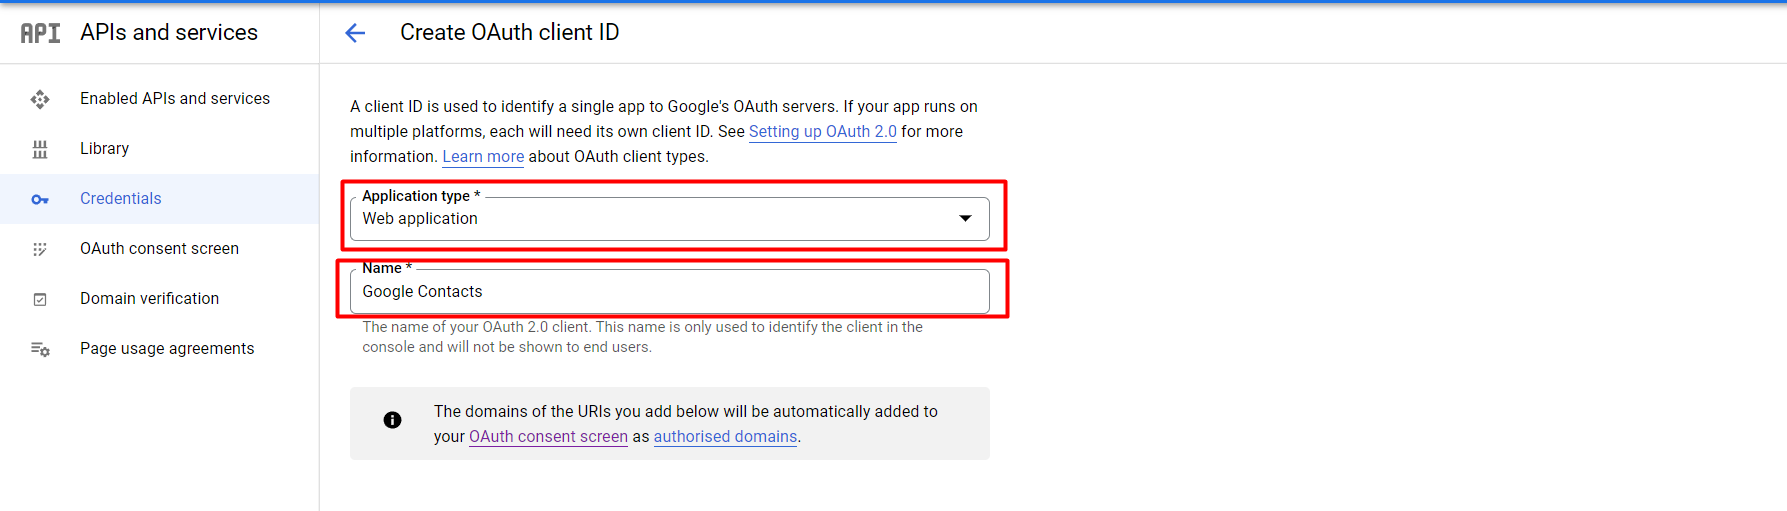 API APIs and services
Create OAuth client ID
Enabled APIs and services
Library
Credentials
OAuth consent screen
Domain verification
Page usage agreements
A client ID is used to identify a single app to Google's OAuth servers. If your app runs on
multiple platforms, each will need its own client ID. See Setting up OAuth 2.0 for more
information. Learn more about OAuth client types.
Application type *
Web application
Name *
Google Contacts
The name of your OAuth 2.0 client. This name is only used to identify the client in the
console and will not be shown to end users.
The domains of the URIs you add below will be automatically added to
your OAuth consent screen as authorised domains.